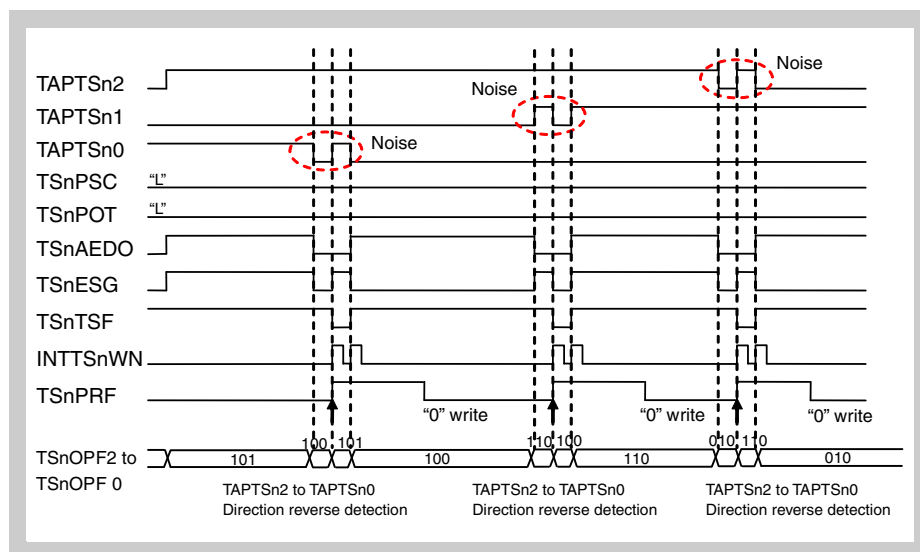 TAPTSn2
Noise
TAPTSn1
Noise
TAPTSn0
Noise
TSnPSC "L"
TSnPOT "L"
TSnAEDO
TSnESG
TSnTSF
INTTSnWN
TSnPRF
"0" write
"0" write
"0" write
TSnOPF2 to
TSnOPF 0
101 100 101 100 110 100 110 010 110 010
TAPTSn2 to TAPTSn0
Direction reverse detection
TAPTSn2 to TAPTSn0
Direction reverse detection
TAPTSn2 to TAPTSn0
Direction reverse detection